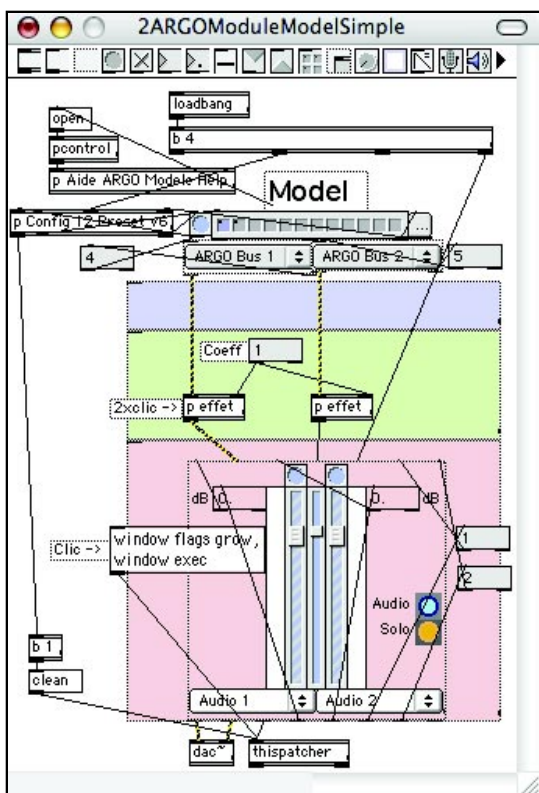 2ARGOModuleModelSimple
loadbang
open
b 4
pcontrol
p Aide ARGO Modele Help
Model
p Config 12 Preset v6
...
4
ARGO Bus 1
ARGO Bus 2
5
Coeff
1
2xclic ->
p effet
p effet
dB
0.
0.
dB
Clic ->
window flags grow,
window exec
1
2
Audio
Solo
b 1
clean
Audio 1
Audio 2
dac~
thispatcher